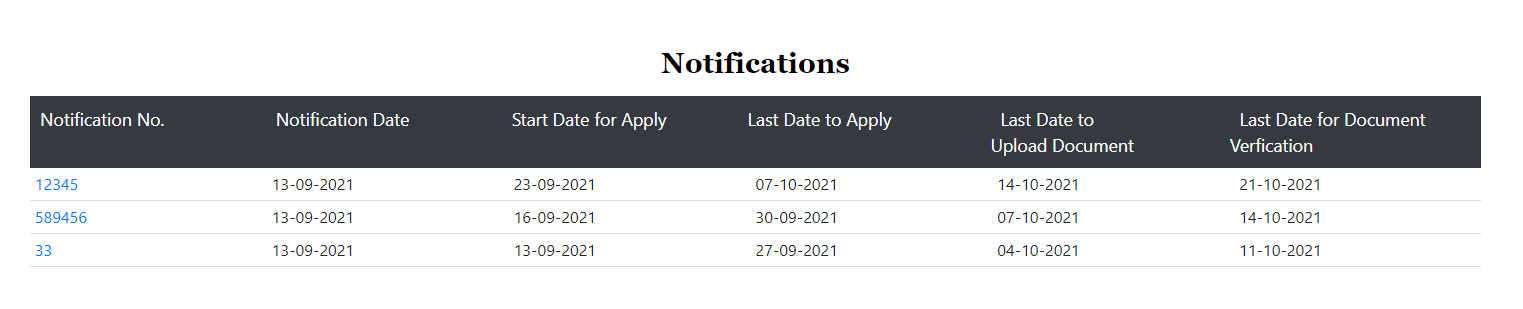 Notifications
Notification No. Notification Date Start Date for Apply Last Date to Apply Last Date to Upload Document Last Date for Document Verfication
12345 13-09-2021 23-09-2021 07-10-2021 14-10-2021 21-10-2021
589456 13-09-2021 16-09-2021 30-09-2021 07-10-2021 14-10-2021
33 13-09-2021 13-09-2021 27-09-2021 04-10-2021 11-10-2021